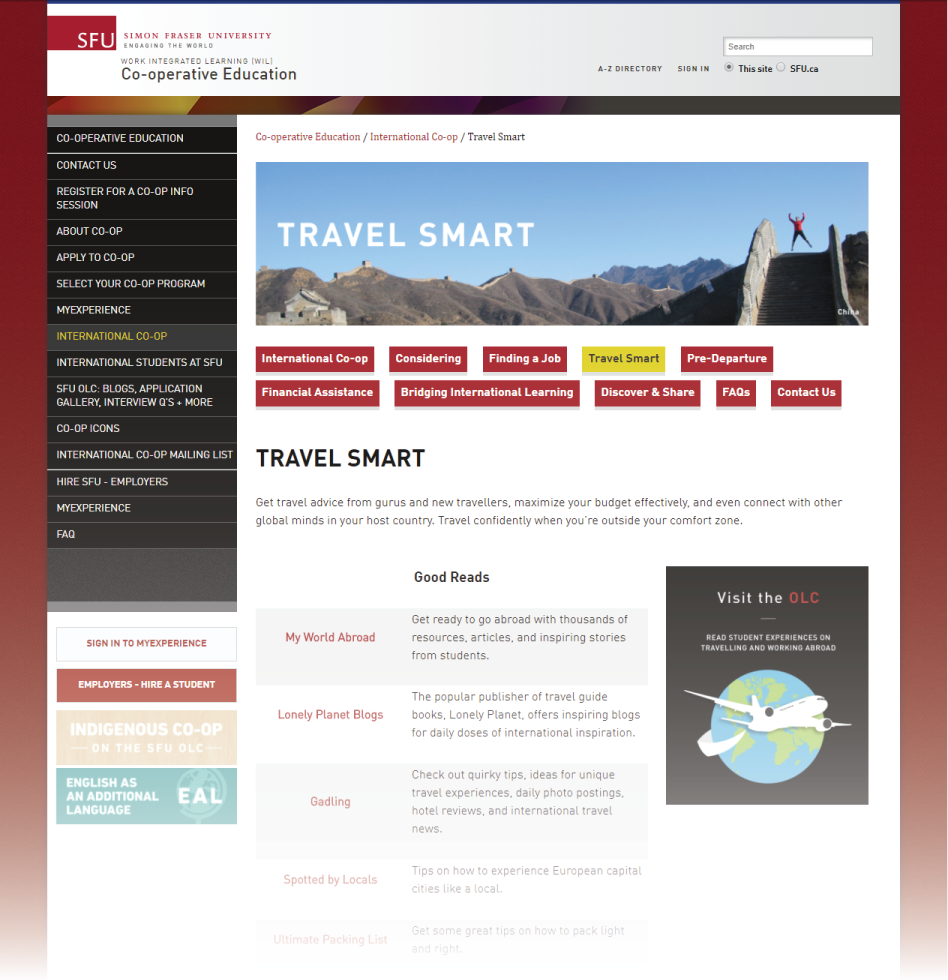 SFU SIMON FRASER UNIVERSITY
ENGAGING THE WORLD
WORK INTEGRATED LEARNING (WIL)
Co-operative Education
Search
A-Z DIRECTORY SIGN IN This site SFU.ca
CO-OPERATIVE EDUCATION
CONTACT US
REGISTER FOR A CO-OP INFO
SESSION
ABOUT CO-OP
APPLY TO CO-OP
SELECT YOUR CO-OP PROGRAM
MYEXPERIENCE
INTERNATIONAL CO-OP
INTERNATIONAL STUDENTS AT SFU
SFU OLC: BLOGS, APPLICATION
GALLERY, INTERVIEW Q'S + MORE
CO-OP ICONS
INTERNATIONAL CO-OP MAILING LIST
HIRE SFU - EMPLOYERS
MYEXPERIENCE
FAQ
SIGN IN TO MYEXPERIENCE
EMPLOYERS - HIRE A STUDENT
INDIGENOUS CO-OP
ON THE SFU OLC
ENGLISH AS
AN ADDITIONAL
LANGUAGE
EAL
Co-operative Education / International Co-op / Travel Smart
TRAVEL SMART
China
International Co-op Considering Finding a Job Travel Smart Pre-Departure
Financial Assistance Bridging International Learning Discover & Share FAQs Contact Us
TRAVEL SMART
Get travel advice from gurus and new travellers, maximize your budget effectively, and even connect with other
global minds in your host country. Travel confidently when you're outside your comfort zone.
Good Reads
My World Abroad
Get ready to go abroad with thousands of
resources, articles, and inspiring stories
from students.
Lonely Planet Blogs
The popular publisher of travel guide
books, Lonely Planet, offers inspiring blogs
for daily doses of international inspiration.
Gadling
Check out quirky tips, ideas for unique
travel experiences, daily photo postings,
hotel reviews, and international travel
news.
Spotted by Locals
Tips on how to experience European capital
cities like a local.
Ultimate Packing List
Get some great tips on how to pack light
and right.
Visit the OLC
READ STUDENT EXPERIENCES ON
TRAVELLING AND WORKING ABROAD